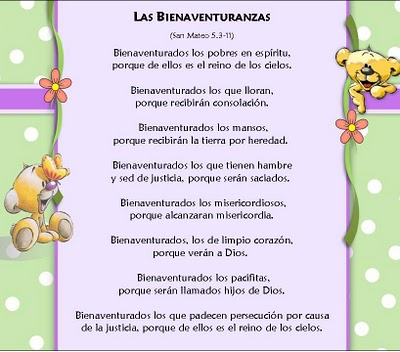 LAS BIENAVENTURANZAS
(San Mateo 5.3-11)
Bienaventurados los pobres en espíritu,
porque de ellos es el reino de los cielos.
Bienaventurados los que lloran,
porque recibirán consolación.
Bienaventurados los mansos,
porque recibirán la tierra por heredad.
Bienaventurados los que tienen hambre
y sed de justicia, porque serán saciados.
Bienaventurados los misericordiosos,
porque alcanzaran misericordia.
Bienaventurados, los de limpio corazón,
porque verán a Dios.
Bienaventurados los pacifitas,
porque serán llamados hijos de Dios.
Bienaventurados los que padecen persecución por causa
de la justicia, porque de ellos es el reino de los cielos.